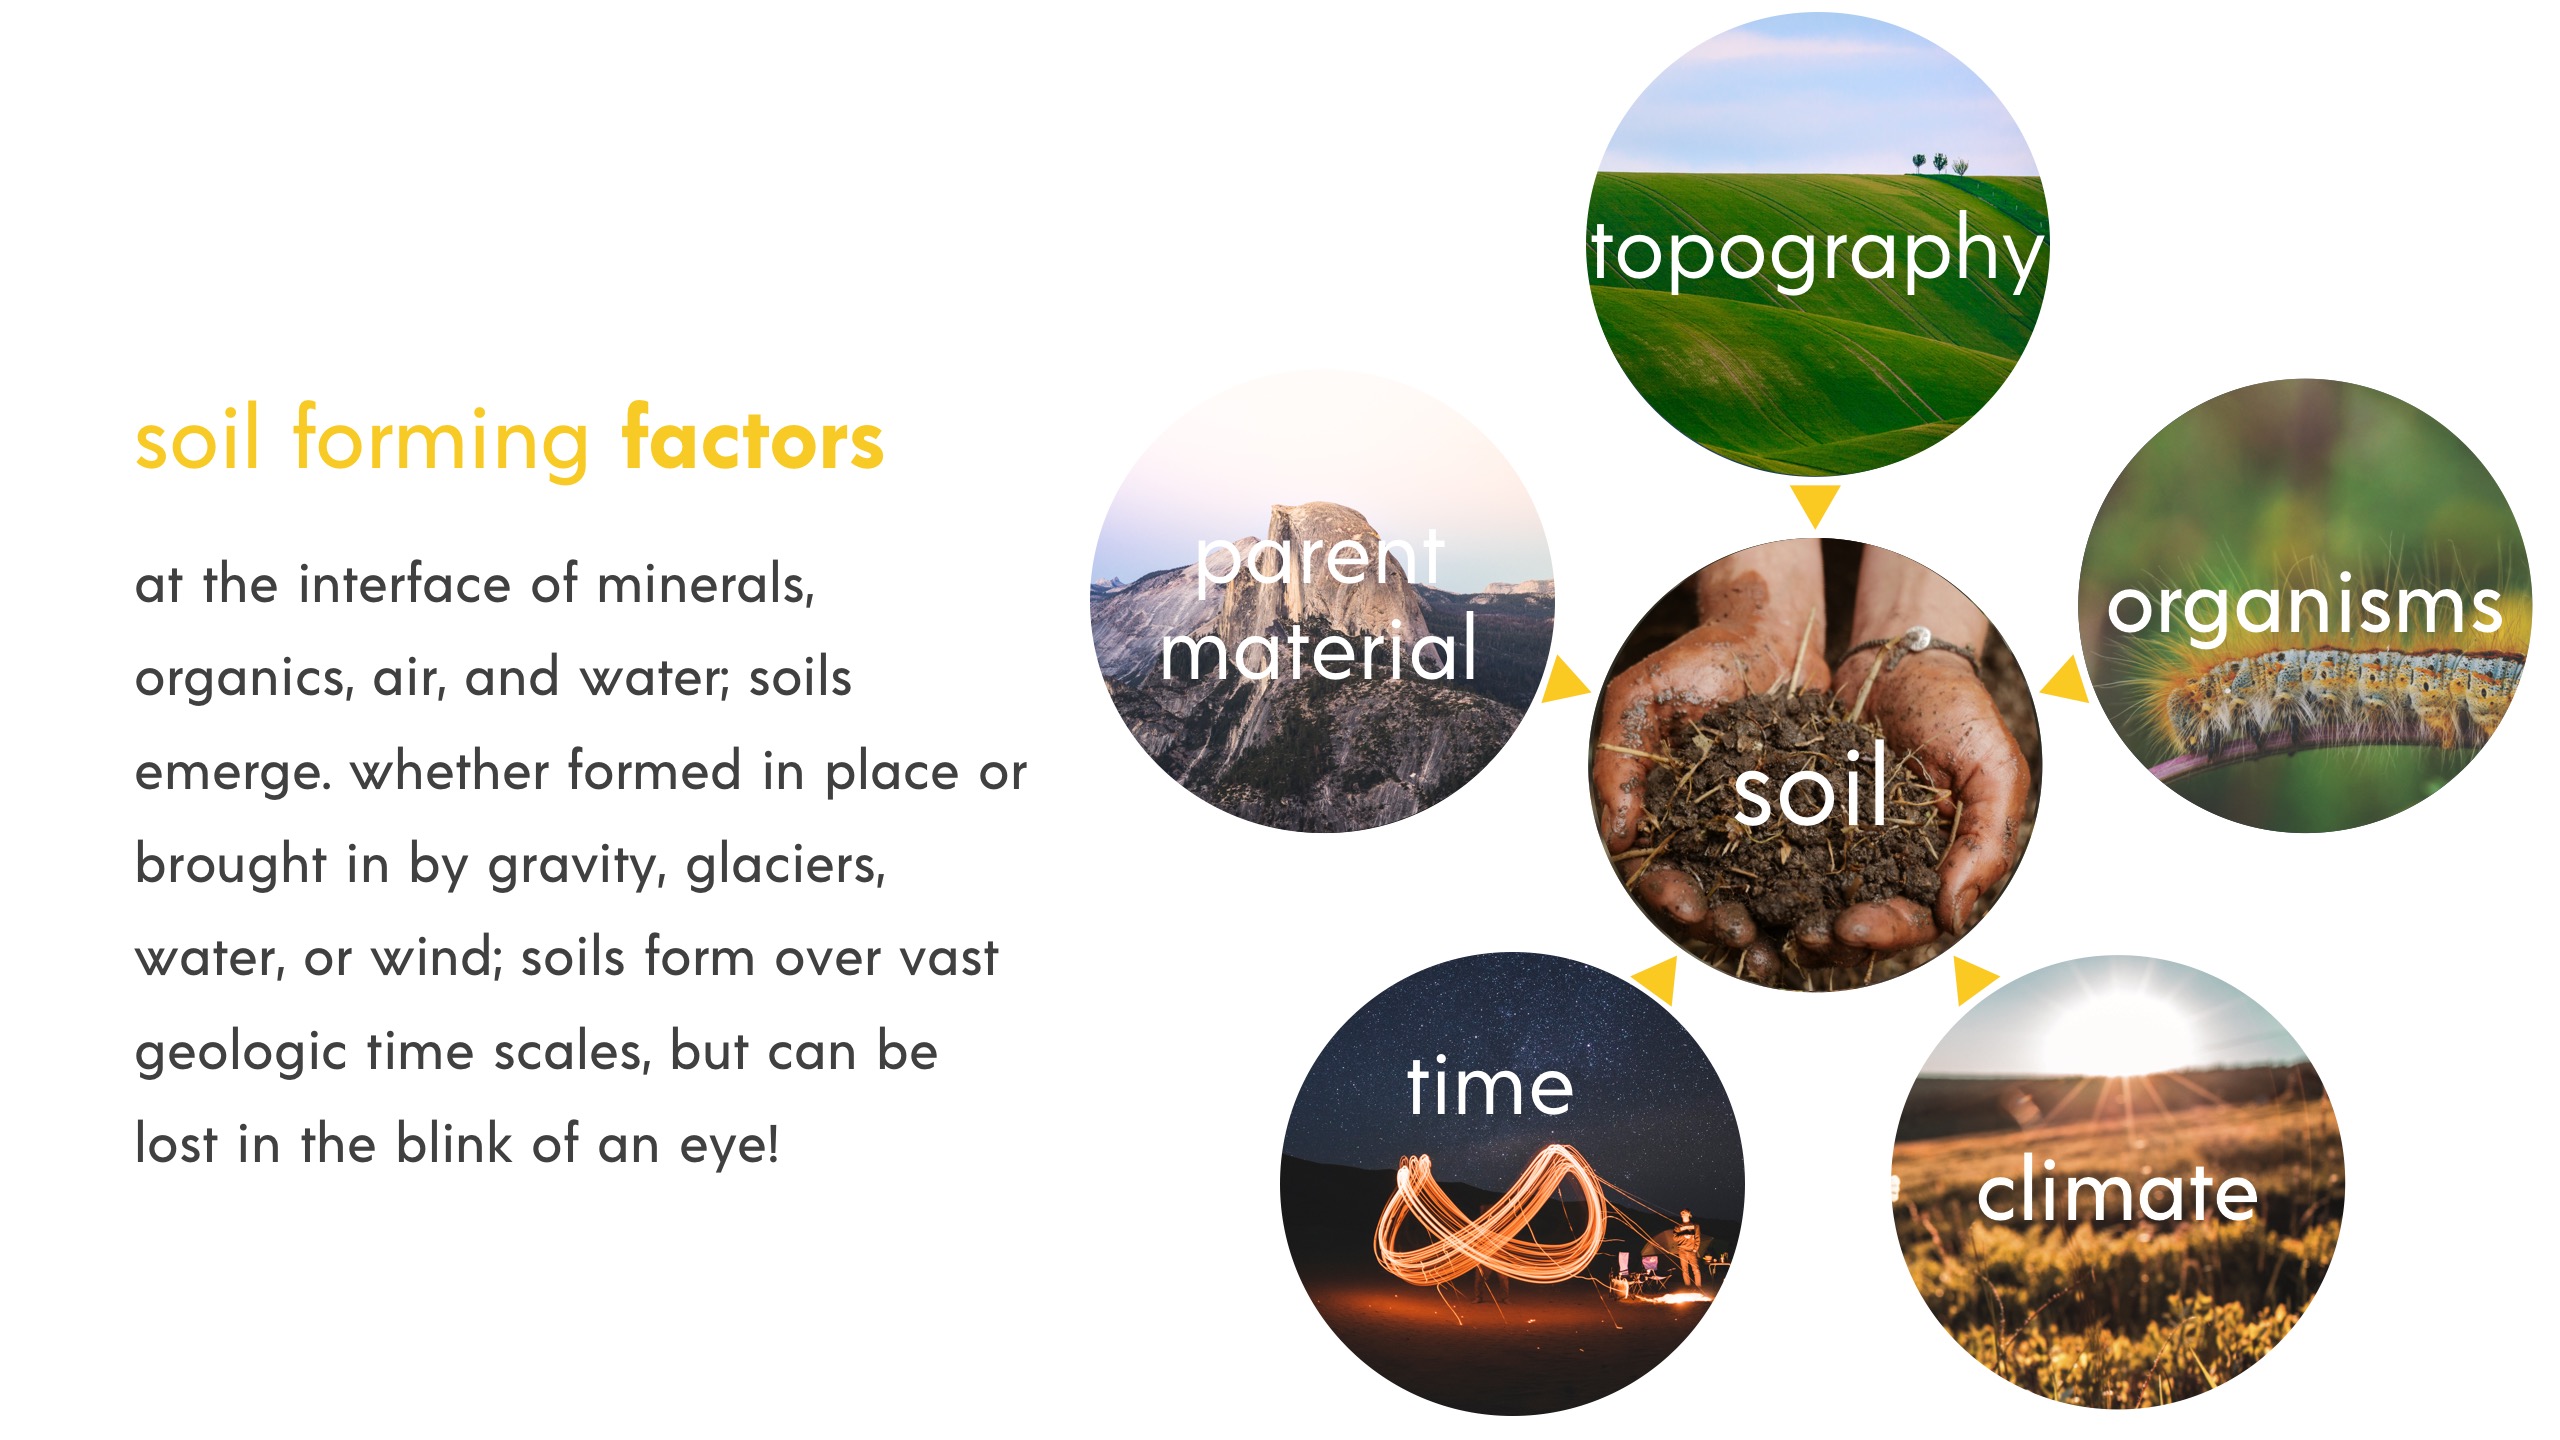 soil forming factors
at the interface of minerals,
organics, air, and water; soils
emerge. whether formed in place or
brought in by gravity, glaciers,
water, or wind; soils form over vast
geologic time scales, but can be
lost in the blink of an eye!
topography
parent
material
organisms
soil
time
climate